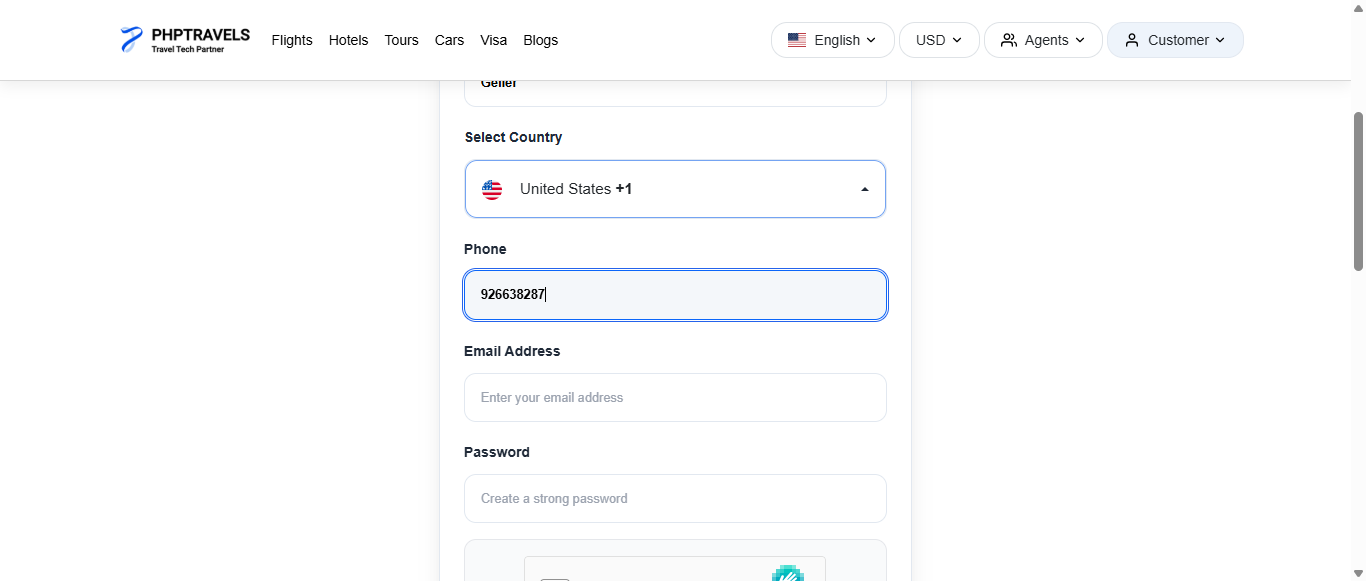 PHPTRAVELS
Travel Tech Partner
Flights Hotels Tours Cars Visa Blogs
English USD Agents Customer
Geller
Select Country
United States +1
Phone
926638287
Email Address
Enter your email address
Password
Create a strong password